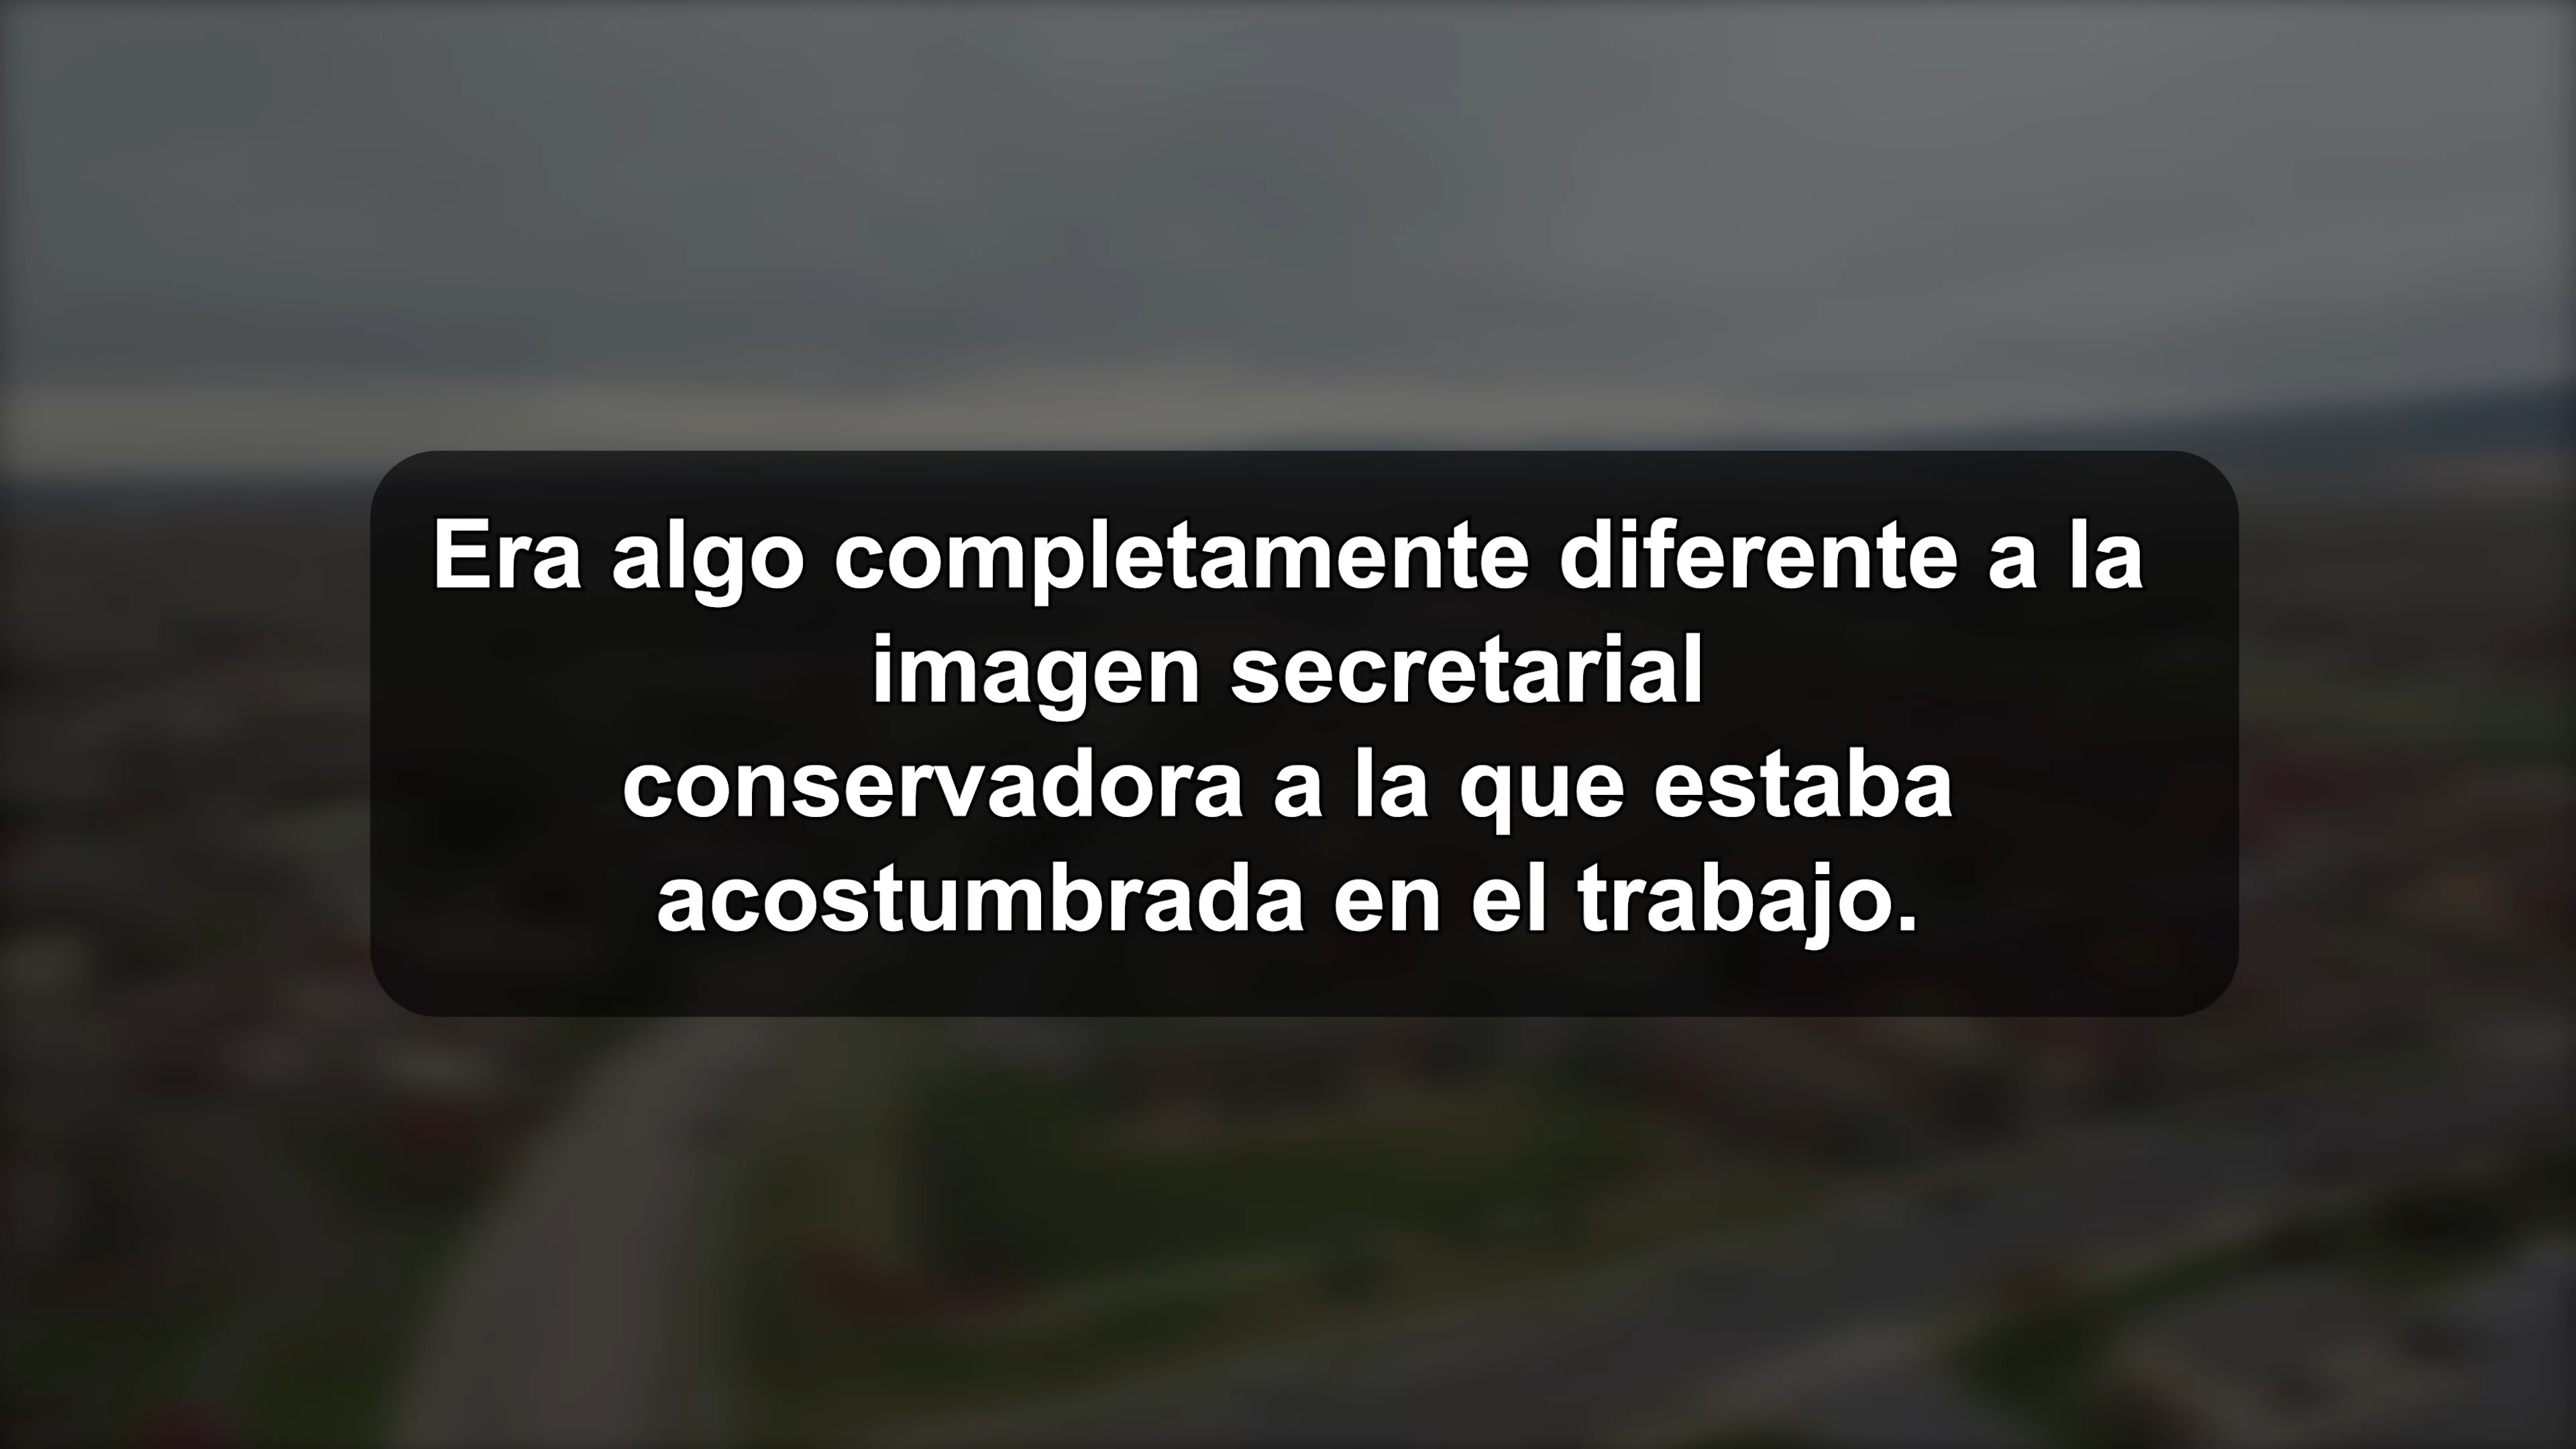 Era algo completamente diferente a la
imagen secretarial
conservadora a la que estaba
acostumbrada en el trabajo.